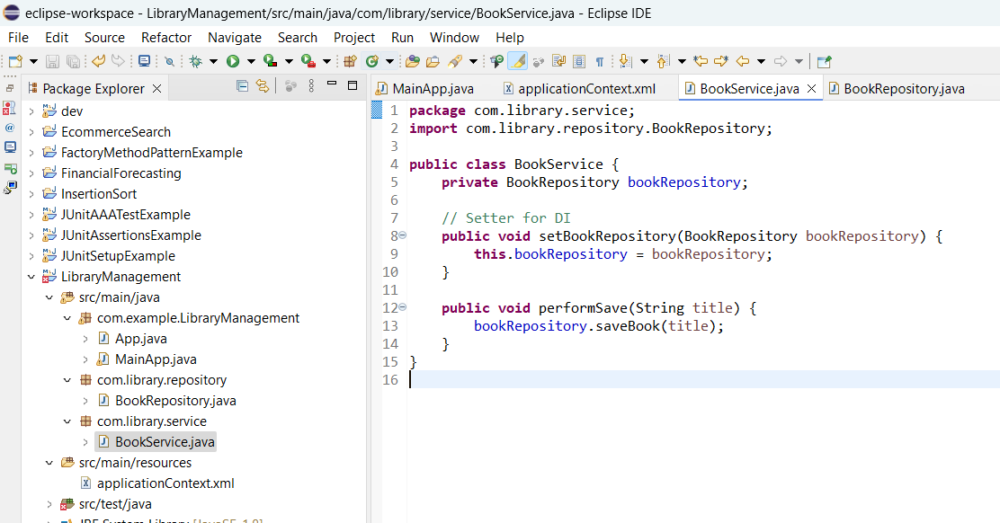 eclipse-workspace - LibraryManagement/src/main/java/com/library/service/BookService.java - Eclipse IDE
File Edit Source Refactor Navigate Search Project Run Window Help
Package Explorer
dev
EcommerceSearch
FactoryMethodPatternExample
FinancialForecasting
InsertionSort
JUnitAAATestExample
JUnitAssertionsExample
JUnitSetupExample
LibraryManagement
src/main/java
com.example.LibraryManagement
App.java
MainApp.java
com.library.repository
BookRepository.java
com.library.service
BookService.java
src/main/resources
applicationContext.xml
src/test/java
JRE System Library [JavaSE-1.8]
MainApp.java applicationContext.xml BookService.java BookRepository.java
1 package com.library.service;
2 import com.library.repository.BookRepository;
3
4 public class BookService {
5     private BookRepository bookRepository;
6
7     // Setter for DI
8     public void setBookRepository(BookRepository bookRepository) {
9         this.bookRepository = bookRepository;
10     }
11
12     public void performSave(String title) {
13         bookRepository.saveBook(title);
14     }
15 }
16